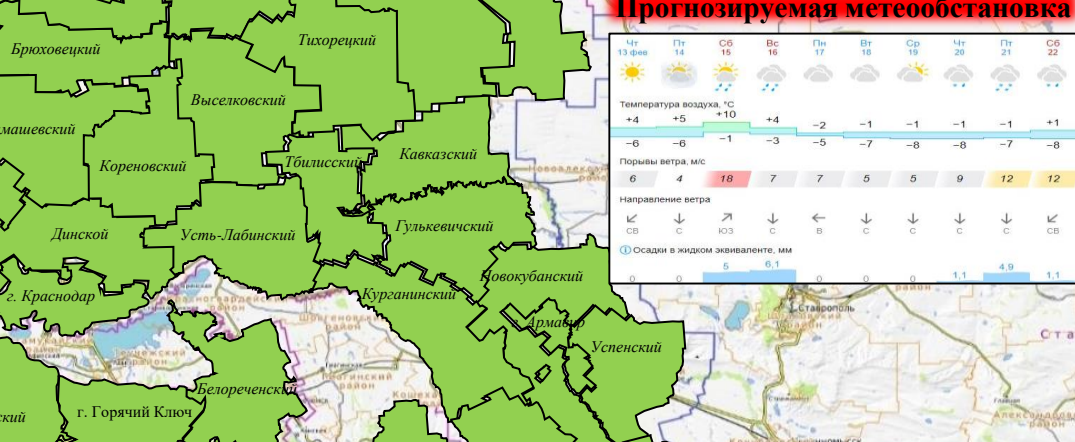 Прогнозируемая метеообстановка
Чт Пт Сб Вс Пн Вт Ср Чт Пт Сб
13 фев 14 15 16 17 18 19 20 21 22
Температура воздуха, °C
+4 +5 +10 +4 −2 −1 −1 −1 −1 +1
−6 −6 −1 −3 −5 −7 −8 −8 −7 −8
Порывы ветра, м/с
6 4 18 7 7 5 5 9 12 12
Направление ветра
СВ С ЮЗ С В С С С С СВ
Осадки в жидком эквиваленте, мм
0 0 5 6,1 0 0 0 1,1 4,9 1,1
Брюховецкий
Тихорецкий
Выселковский
машевский
Кореновский
Тбилисский
Кавказский
Динской
Усть-Лабинский
Гулькевичский
г. Краснодар
Курганинский
Новокубанский
г. Армавир
Успенский
Белореченский
г. Горячий Ключ
ский
Ставрополь